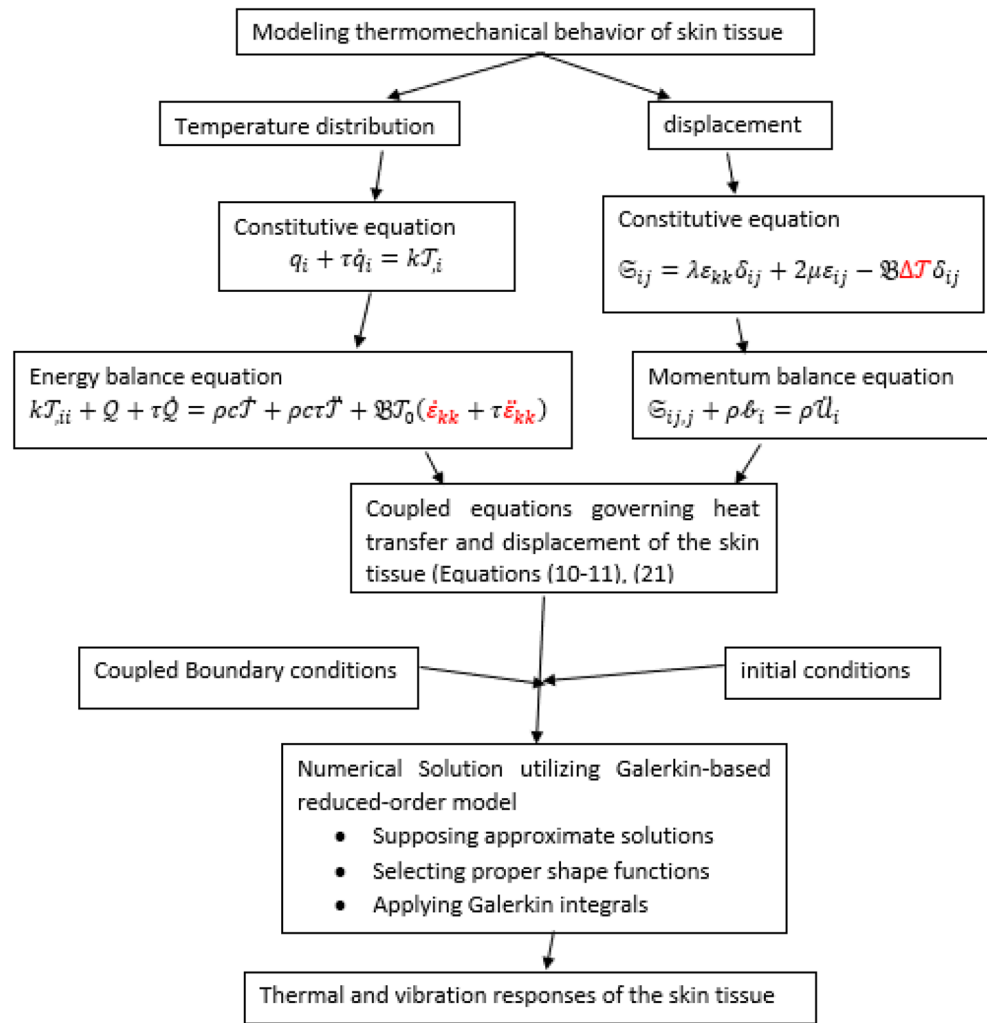 Modeling thermomechanical behavior of skin tissue
Temperature distribution
displacement
Constitutive equation
𝑞ᵢ + τ𝑞̇ᵢ = 𝑘𝒯,ᵢ
Constitutive equation
𝔖ᵢⱼ = λεₖₖδᵢⱼ + 2μεᵢⱼ − 𝔅Δ𝒯δᵢⱼ
Energy balance equation
𝑘𝒯,ᵢᵢ + 𝒬 + τ𝒬̇ = ρ𝑐𝒯̇ + ρ𝑐τ𝒯̈ + 𝔅𝒯₀(ε̇ₖₖ + τε̈ₖₖ)
Momentum balance equation
𝔖ᵢⱼ,ⱼ + ρ𝒷ᵢ = ρ𝒰̈ᵢ
Coupled equations governing heat
transfer and displacement of the skin
tissue (Equations (10-11), (21)
Coupled Boundary conditions
initial conditions
Numerical Solution utilizing Galerkin-based
reduced-order model
• Supposing approximate solutions
• Selecting proper shape functions
• Applying Galerkin integrals
Thermal and vibration responses of the skin tissue